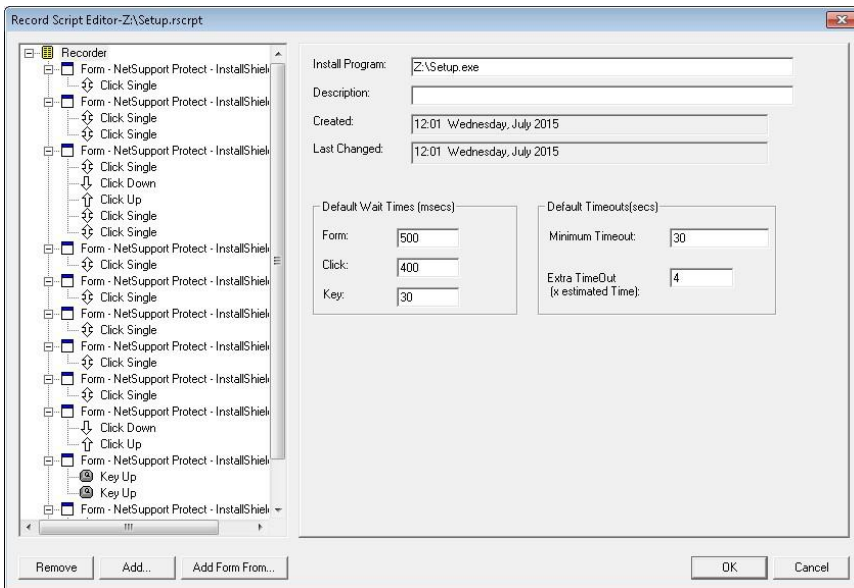 Record Script Editor-Z:\Setup.rscrpt
Recorder
Form - NetSupport Protect - InstallShiel
Click Single
Form - NetSupport Protect - InstallShiel
Click Single
Click Single
Form - NetSupport Protect - InstallShiel
Click Single
Click Down
Click Up
Click Single
Click Single
Form - NetSupport Protect - InstallShiel
Click Single
Form - NetSupport Protect - InstallShiel
Click Single
Form - NetSupport Protect - InstallShiel
Click Single
Form - NetSupport Protect - InstallShiel
Click Single
Form - NetSupport Protect - InstallShiel
Click Single
Form - NetSupport Protect - InstallShiel
Click Down
Click Up
Form - NetSupport Protect - InstallShiel
Key Up
Key Up
Form - NetSupport Protect - InstallShiel
Install Program: Z:\Setup.exe
Description:
Created: 12:01 Wednesday, July 2015
Last Changed: 12:01 Wednesday, July 2015
Default Wait Times (msecs)
Form: 500
Click: 400
Key: 30
Default Timeouts(secs)
Minimum Timeout: 30
Extra TimeOut
(x estimated Time): 4
Remove Add... Add Form From... OK Cancel